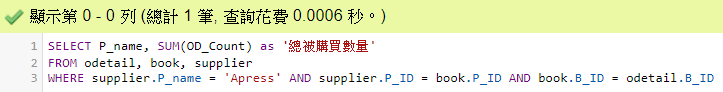 顯示第 0 - 0 列 (總計 1 筆, 查詢花費 0.0006 秒。)
1 SELECT P_name, SUM(OD_Count) as '總被購買數量'
2 FROM odetail, book, supplier
3 WHERE supplier.P_name = 'Apress' AND supplier.P_ID = book.P_ID AND book.B_ID = odetail.B_ID